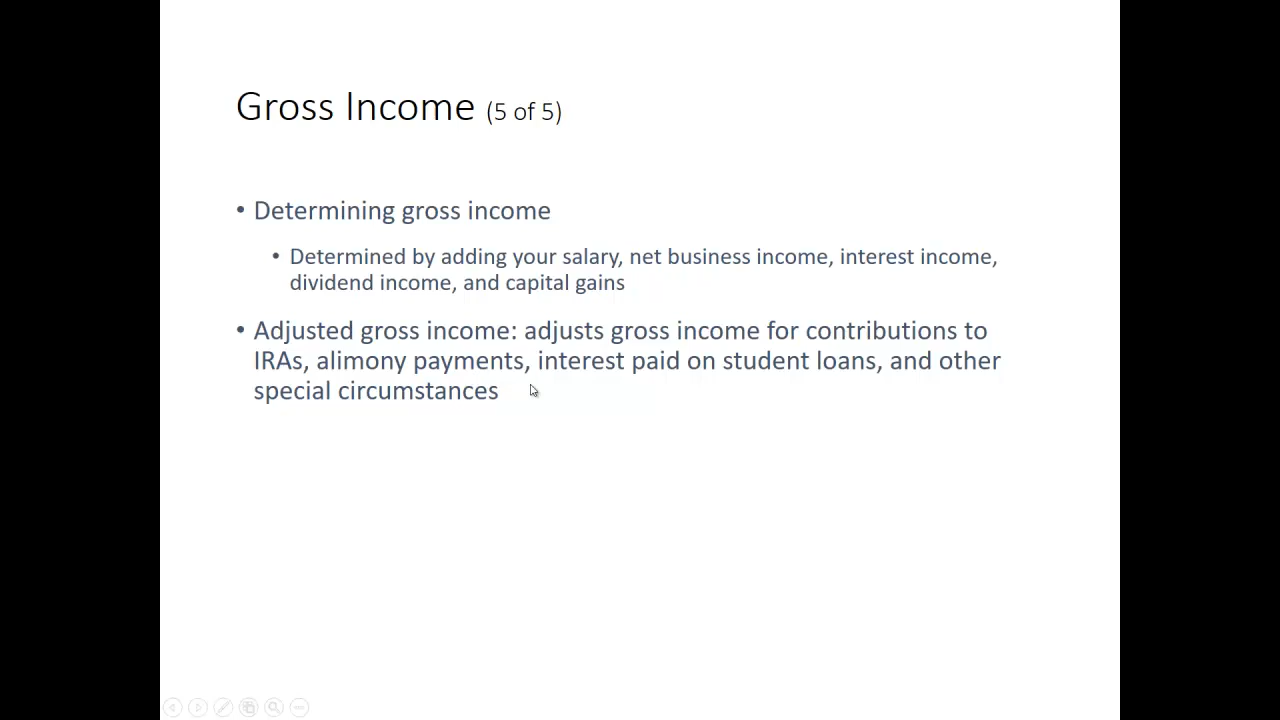 Gross Income (5 of 5)
• Determining gross income
• Determined by adding your salary, net business income, interest income,
dividend income, and capital gains
• Adjusted gross income: adjusts gross income for contributions to
IRAs, alimony payments, interest paid on student loans, and other
special circumstances